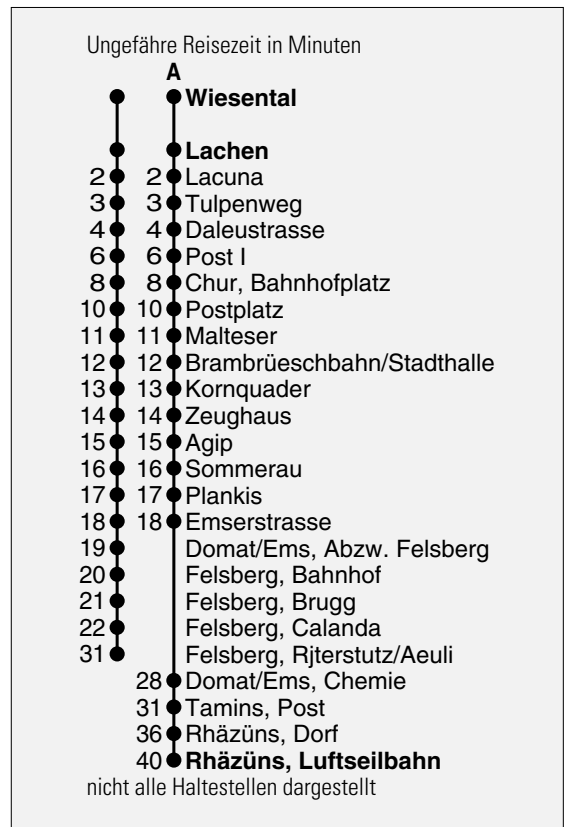 Ungefähre Reisezeit in Minuten
A
Wiesental
Lachen
2 2 Lacuna
3 3 Tulpenweg
4 4 Daleustrasse
6 6 Post I
8 8 Chur, Bahnhofplatz
10 10 Postplatz
11 11 Malteser
12 12 Brambrüeschbahn/Stadthalle
13 13 Kornquader
14 14 Zeughaus
15 15 Agip
16 16 Sommerau
17 17 Plankis
18 18 Emserstrasse
19 Domat/Ems, Abzw. Felsberg
20 Felsberg, Bahnhof
21 Felsberg, Brugg
22 Felsberg, Calanda
31 Felsberg, Rjterstutz/Aeuli
28 Domat/Ems, Chemie
31 Tamins, Post
36 Rhäzüns, Dorf
40 Rhäzüns, Luftseilbahn
nicht alle Haltestellen dargestellt